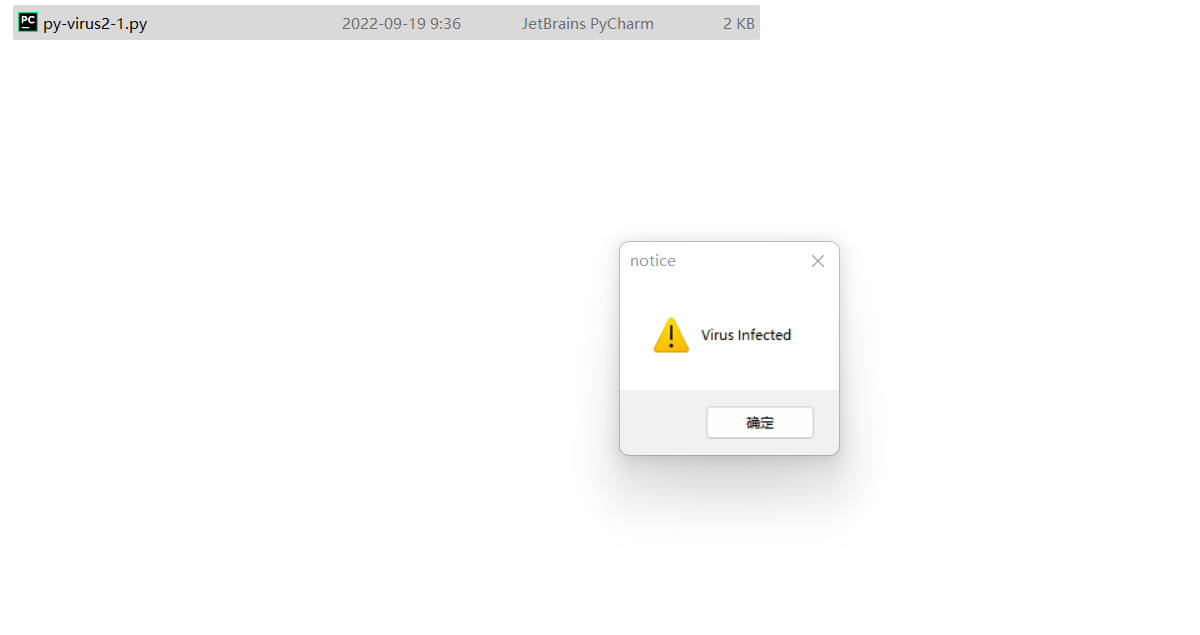 PC py-virus2-1.py 2022-09-19 9:36 JetBrains PyCharm 2 KB
notice
Virus Infected
确定